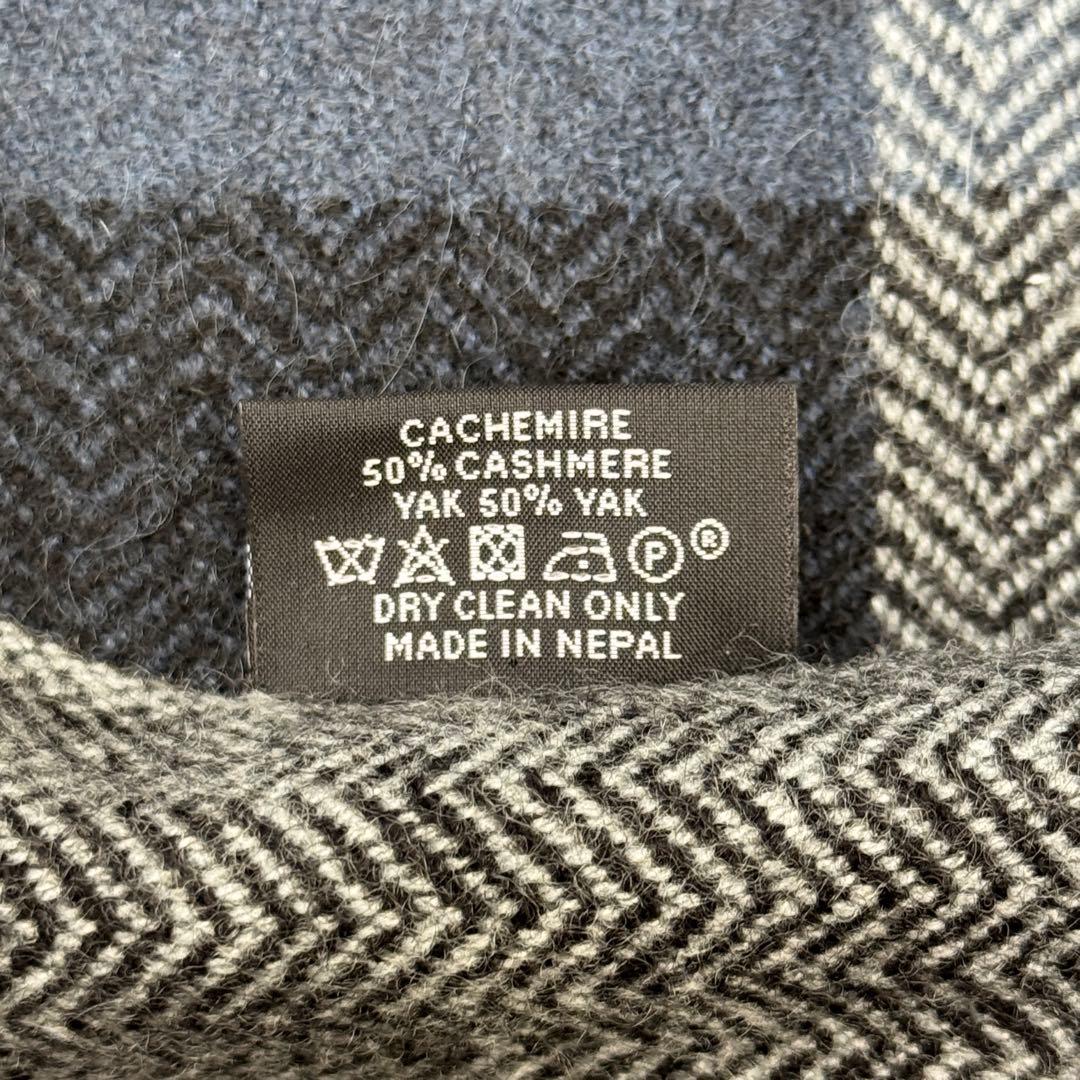 CACHEMIRE
50% CASHMERE
YAK 50% YAK
P ®
DRY CLEAN ONLY
MADE IN NEPAL